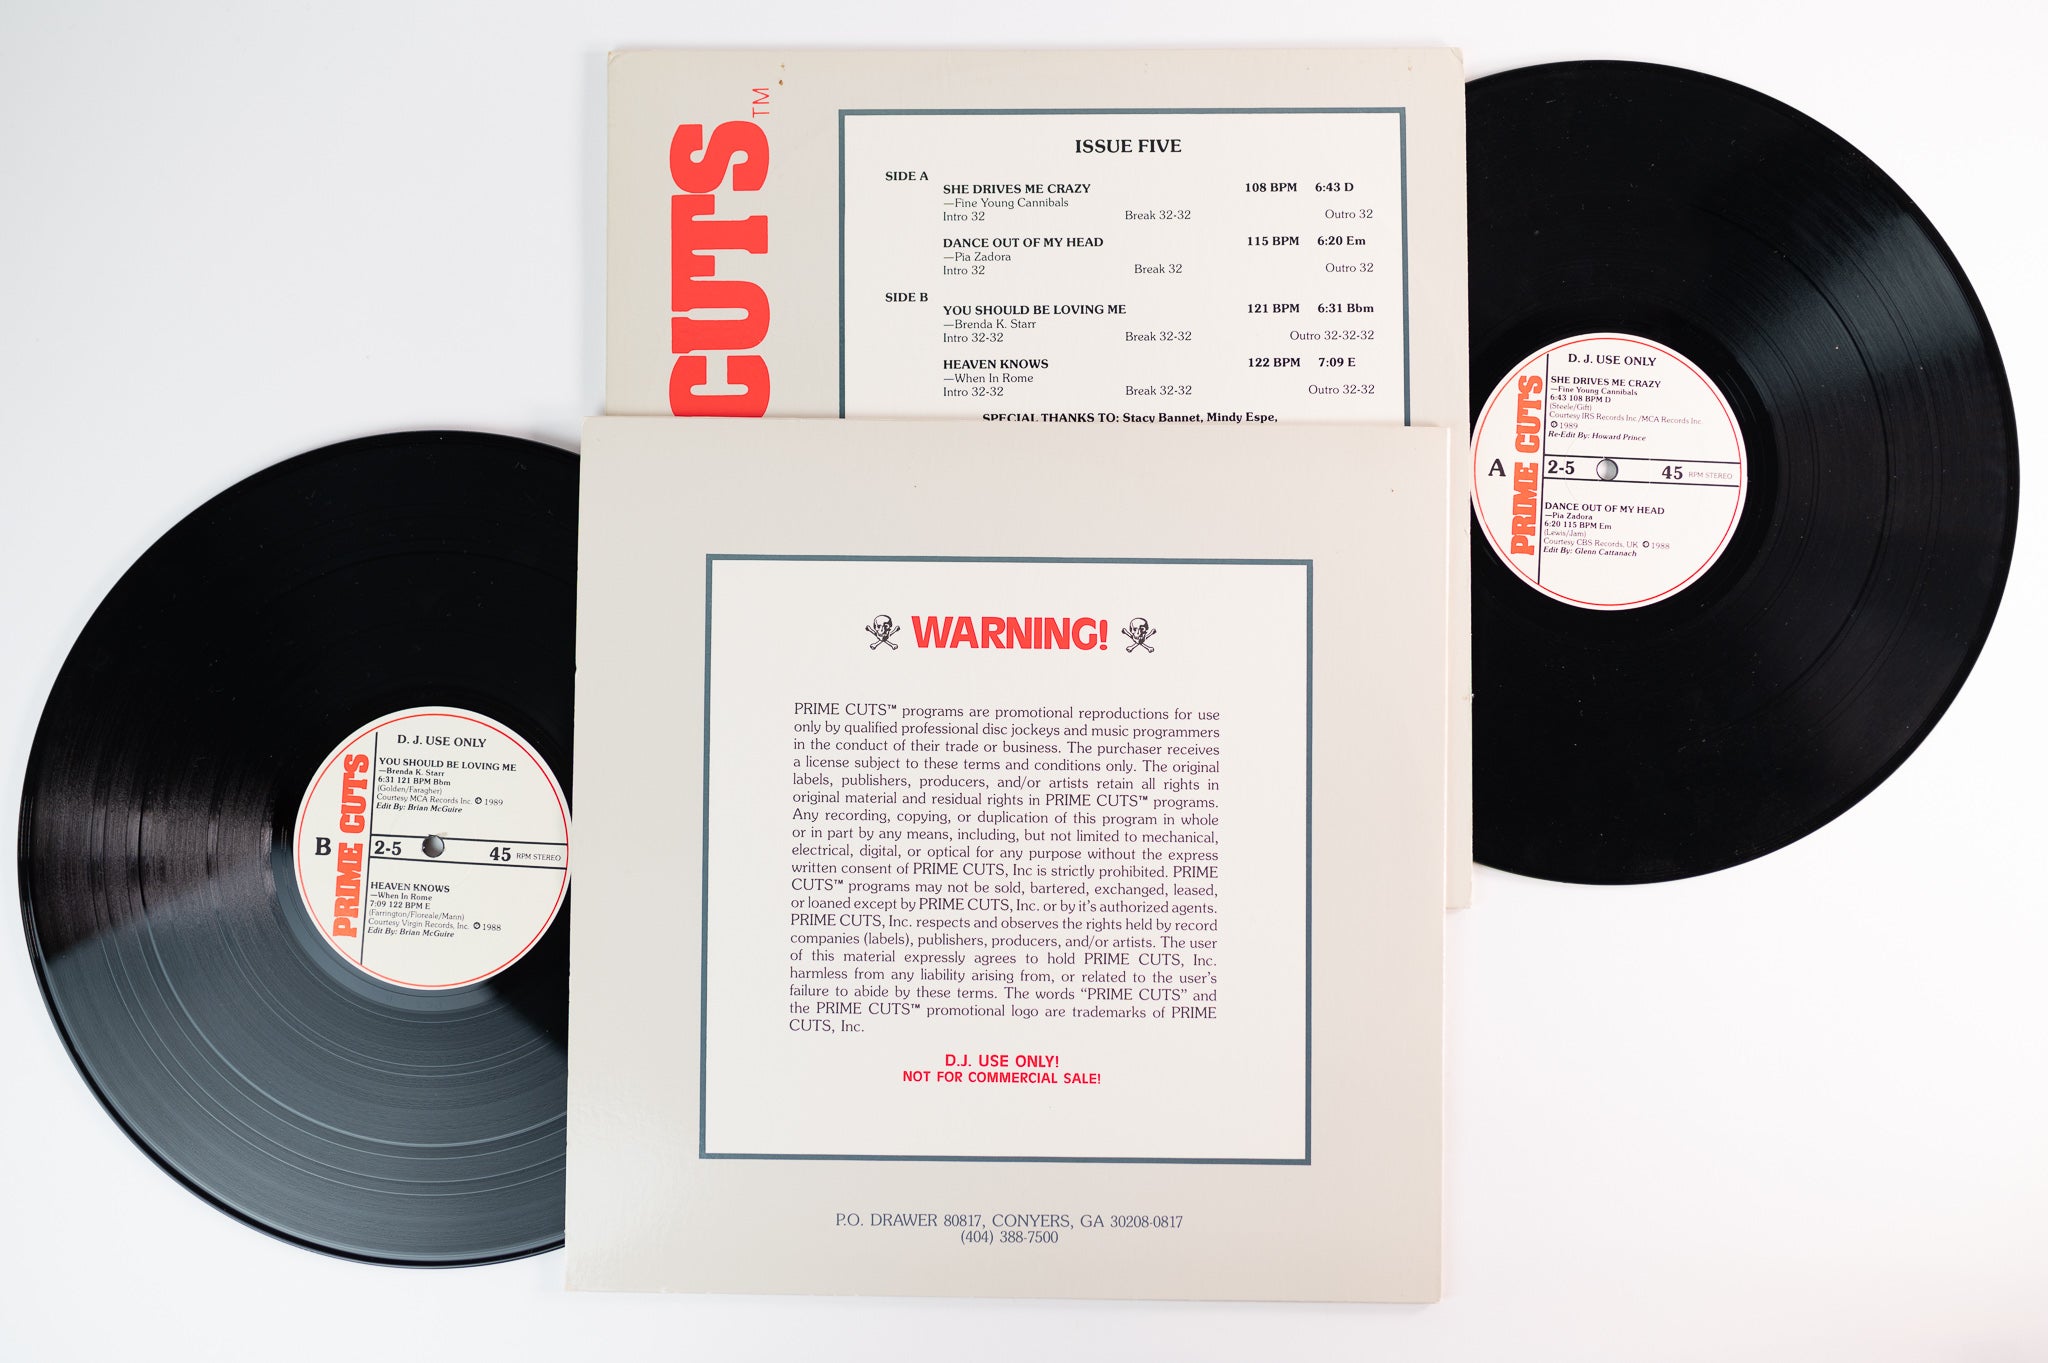 CUTS™
ISSUE FIVE
SIDE A
SHE DRIVES ME CRAZY 108 BPM 6:43 D
—Fine Young Cannibals
Intro 32 Break 32-32 Outro 32
DANCE OUT OF MY HEAD 115 BPM 6:20 Em
—Pia Zadora
Intro 32 Break 32 Outro 32
SIDE B
YOU SHOULD BE LOVING ME 121 BPM 6:31 Bbm
—Brenda K. Starr
Intro 32-32 Break 32-32 Outro 32-32-32
HEAVEN KNOWS 122 BPM 7:09 E
—When In Rome
Intro 32-32 Break 32-32 Outro 32-32
SPECIAL THANKS TO: Stacy Bannet, Mindy Espe,
D. J. USE ONLY
SHE DRIVES ME CRAZY
—Fine Young Cannibals
6:43 108 BPM D
(Steele/Gift)
Courtesy IRS Records Inc./MCA Records Inc.
℗ 1989
Re-Edit By: Howard Prince
A
PRIME CUTS
2-5 45 RPM STEREO
DANCE OUT OF MY HEAD
—Pia Zadora
6:20 115 BPM Em
(Lewis/Jam)
Courtesy CBS Records, UK ℗ 1988
Edit By: Glenn Cattanach
WARNING!
PRIME CUTS™ programs are promotional reproductions for use
only by qualified professional disc jockeys and music programmers
in the conduct of their trade or business. The purchaser receives
a license subject to these terms and conditions only. The original
labels, publishers, producers, and/or artists retain all rights in
original material and residual rights in PRIME CUTS™ programs.
Any recording, copying, or duplication of this program in whole
or in part by any means, including, but not limited to mechanical,
electrical, digital, or optical for any purpose without the express
written consent of PRIME CUTS, Inc is strictly prohibited. PRIME
CUTS™ programs may not be sold, bartered, exchanged, leased,
or loaned except by PRIME CUTS, Inc. or by it's authorized agents.
PRIME CUTS, Inc. respects and observes the rights held by record
companies (labels), publishers, producers, and/or artists. The user
of this material expressly agrees to hold PRIME CUTS, Inc.
harmless from any liability arising from, or related to the user's
failure to abide by these terms. The words “PRIME CUTS” and
the PRIME CUTS™ promotional logo are trademarks of PRIME
CUTS, Inc.
D.J. USE ONLY!
NOT FOR COMMERCIAL SALE!
P.O. DRAWER 80817, CONYERS, GA 30208-0817
(404) 388-7500
D. J. USE ONLY
YOU SHOULD BE LOVING ME
—Brenda K. Starr
6:31 121 BPM Bbm
(Golden/Faragher)
Courtesy MCA Records Inc. ℗ 1989
Edit By: Brian McGuire
B
PRIME CUTS
2-5 45 RPM STEREO
HEAVEN KNOWS
—When In Rome
7:09 122 BPM E
(Farrington/Floreale/Mann)
Courtesy Virgin Records, Inc. ℗ 1988
Edit By: Brian McGuire